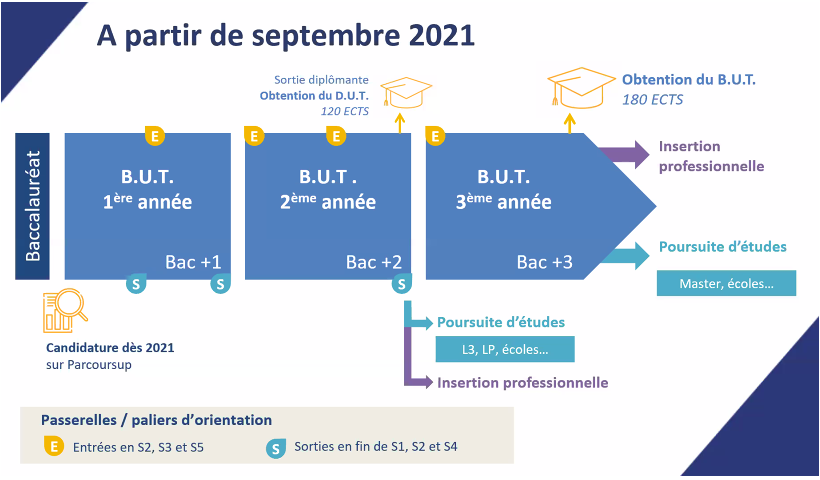 A partir de septembre 2021
Sortie diplômante
Obtention du D.U.T.
120 ECTS
Obtention du B.U.T.
180 ECTS
Baccalauréat
E
B.U.T.
1ère année
Bac +1
S
S
E
E
B.U.T .
2ème année
Bac +2
S
E
B.U.T.
3ème année
Bac +3
Insertion
professionnelle
Poursuite d'études
Master, écoles...
Candidature dès 2021
sur Parcoursup
Poursuite d'études
L3, LP, écoles...
Insertion professionnelle
Passerelles / paliers d'orientation
E Entrées en S2, S3 et S5
S Sorties en fin de S1, S2 et S4